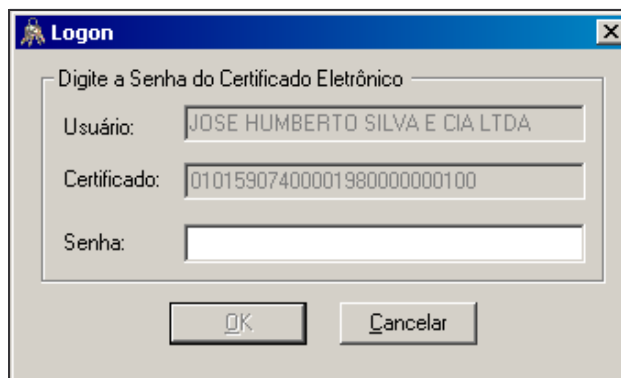 Logon
Digite a Senha do Certificado Eletrônico
Usuário: JOSE HUMBERTO SILVA E CIA LTDA
Certificado: 01015907400001980000000100
Senha:
OK Cancelar